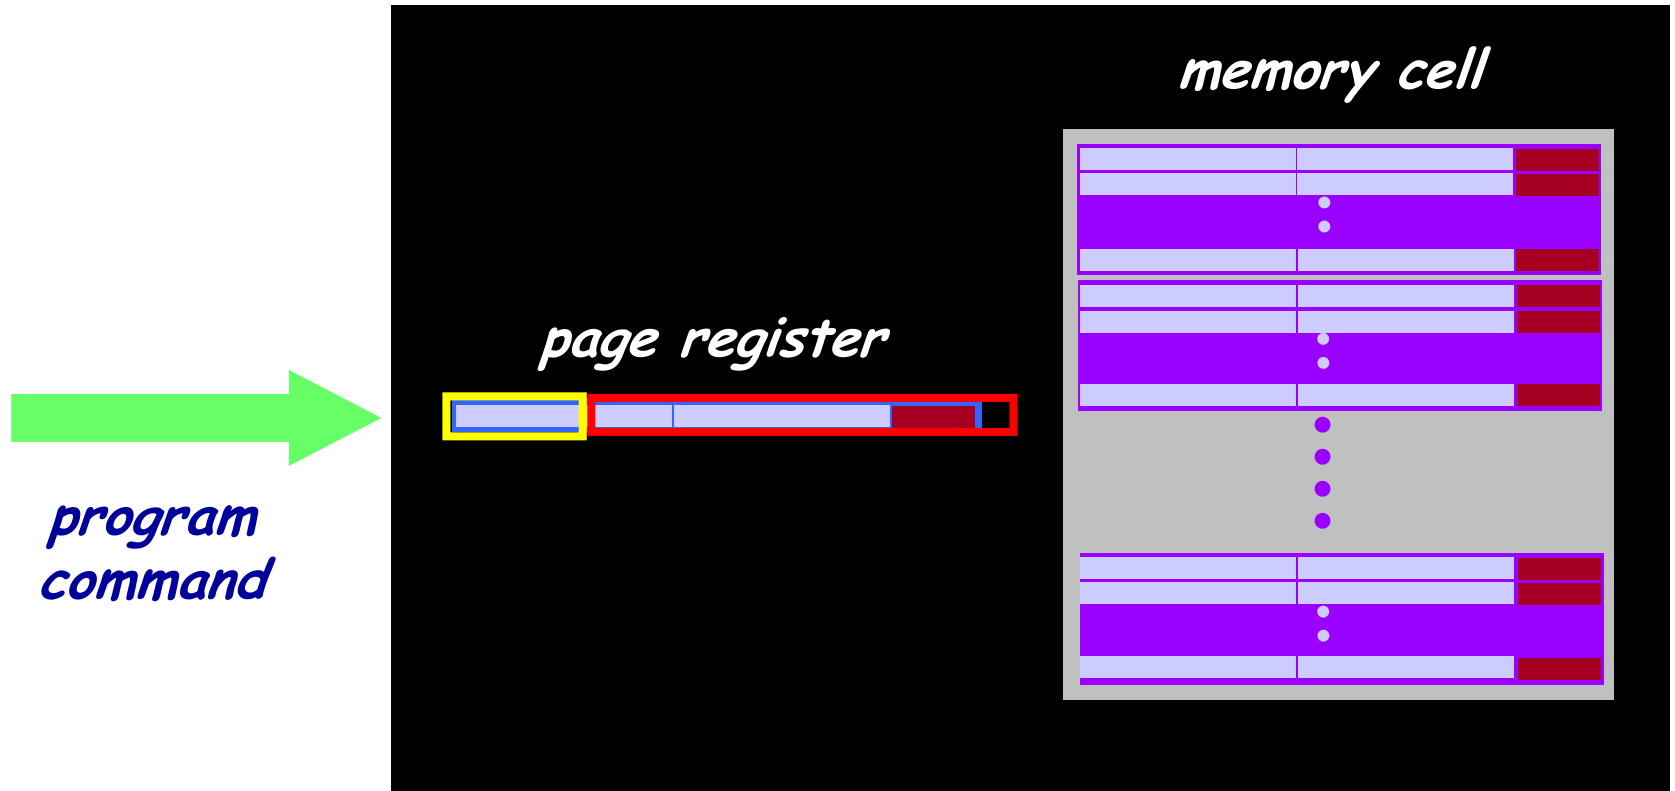 memory cell
page register
program
command